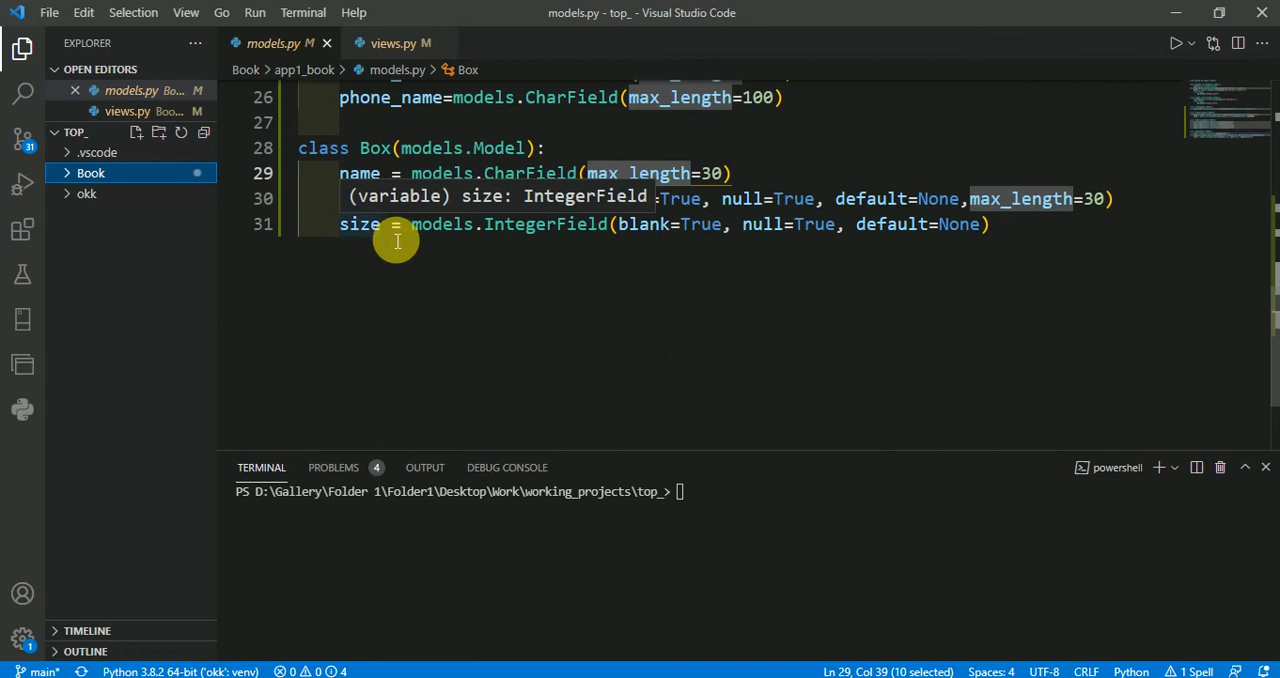 File Edit Selection View Go Run Terminal Help models.py - top_ - Visual Studio Code
EXPLORER
OPEN EDITORS
models.py Bo... M
views.py Boo... M
TOP_
.vscode
Book
okk
TIMELINE
OUTLINE
31
1
models.py M
views.py M
Book > app1_book > models.py > Box
26 phone_name=models.CharField(max_length=100)
27
28 class Box(models.Model):
29 name = models.CharField(max_length=30)
(variable) size: IntegerField
30 =True, null=True, default=None,max_length=30)
31 size = models.IntegerField(blank=True, null=True, default=None)
TERMINAL PROBLEMS 4 OUTPUT DEBUG CONSOLE powershell
PS D:\Gallery\Folder 1\Folder1\Desktop\Work\working_projects\top_>
main* Python 3.8.2 64-bit ('okk': venv) 0 0 4 Ln 29, Col 39 (10 selected) Spaces: 4 UTF-8 CRLF Python 1 Spell